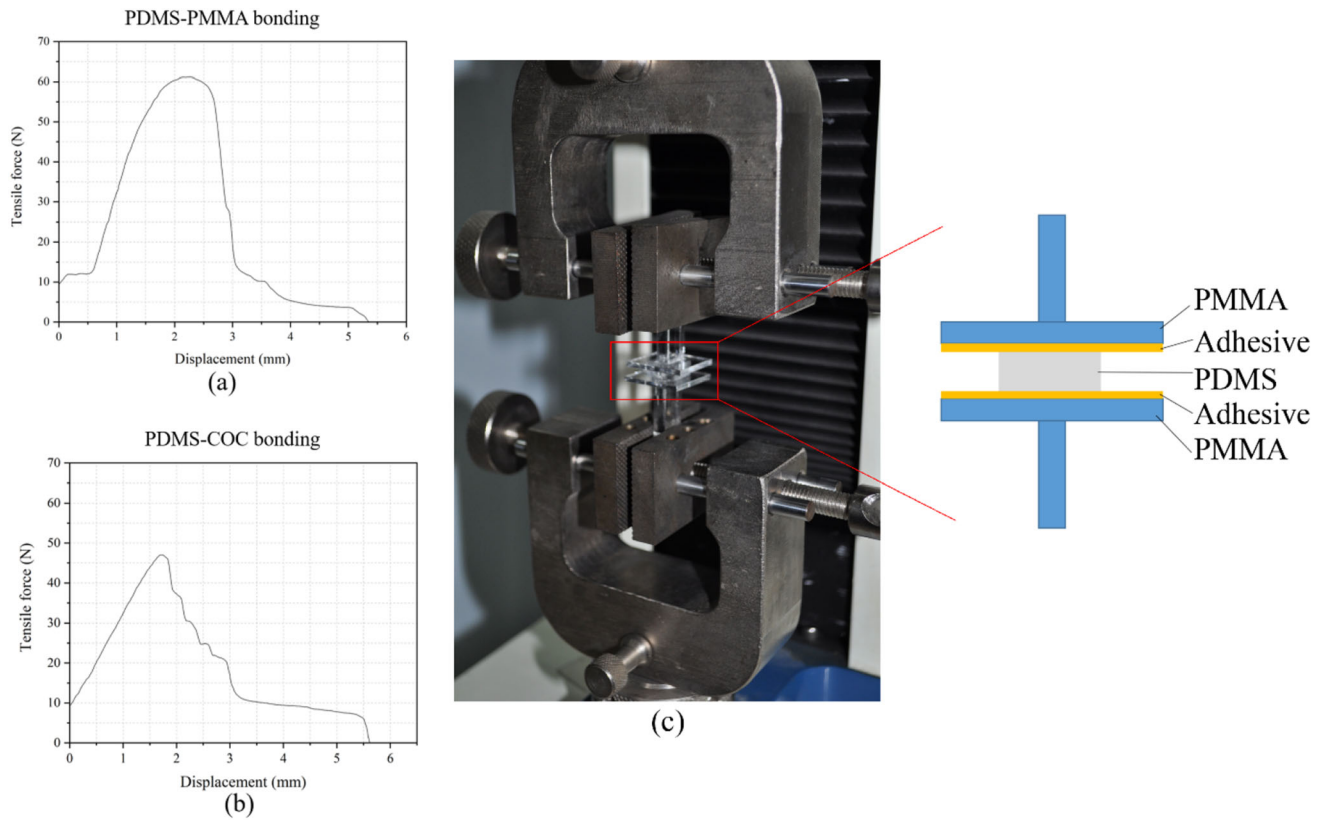 PDMS-PMMA bonding
70
60
50
40
30
20
10
0
Tensile force (N)
0 1 2 3 4 5 6
Displacement (mm)
(a)
PDMS-COC bonding
70
60
50
40
30
20
10
0
Tensile force (N)
0 1 2 3 4 5 6
Displacement (mm)
(b)
(c)
PMMA
Adhesive
PDMS
Adhesive
PMMA